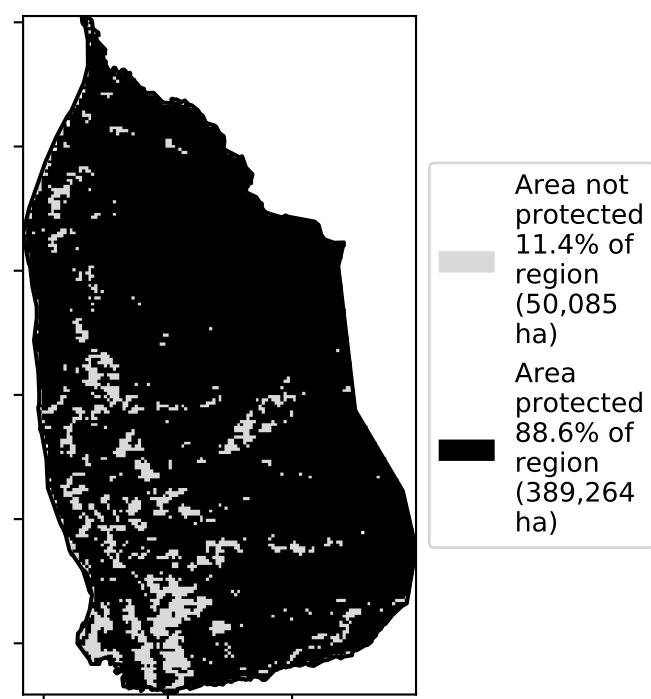 Area not
protected
11.4% of
region
(50,085
ha)
Area
protected
88.6% of
region
(389,264
ha)